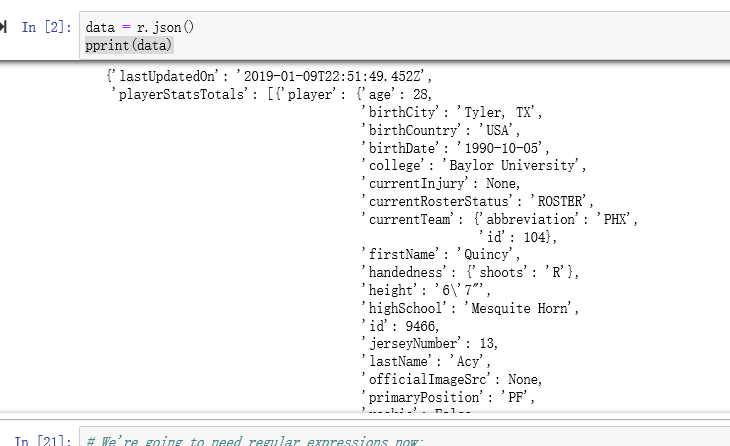 In [2]: data = r.json()
pprint(data)
{'lastUpdatedOn': '2019-01-09T22:51:49.452Z',
'playerStatsTotals': [{'player': {'age': 28,
'birthCity': 'Tyler, TX',
'birthCountry': 'USA',
'birthDate': '1990-10-05',
'college': 'Baylor University',
'currentInjury': None,
'currentRosterStatus': 'ROSTER',
'currentTeam': {'abbreviation': 'PHX',
'id': 104},
'firstName': 'Quincy',
'handedness': {'shoots': 'R'},
'height': '6\'7"',
'highSchool': 'Mesquite Horn',
'id': 9466,
'jerseyNumber': 13,
'lastName': 'Acy',
'officialImageSrc': None,
'primaryPosition': 'PF',
In [21]: # We're going to need regular expressions now: